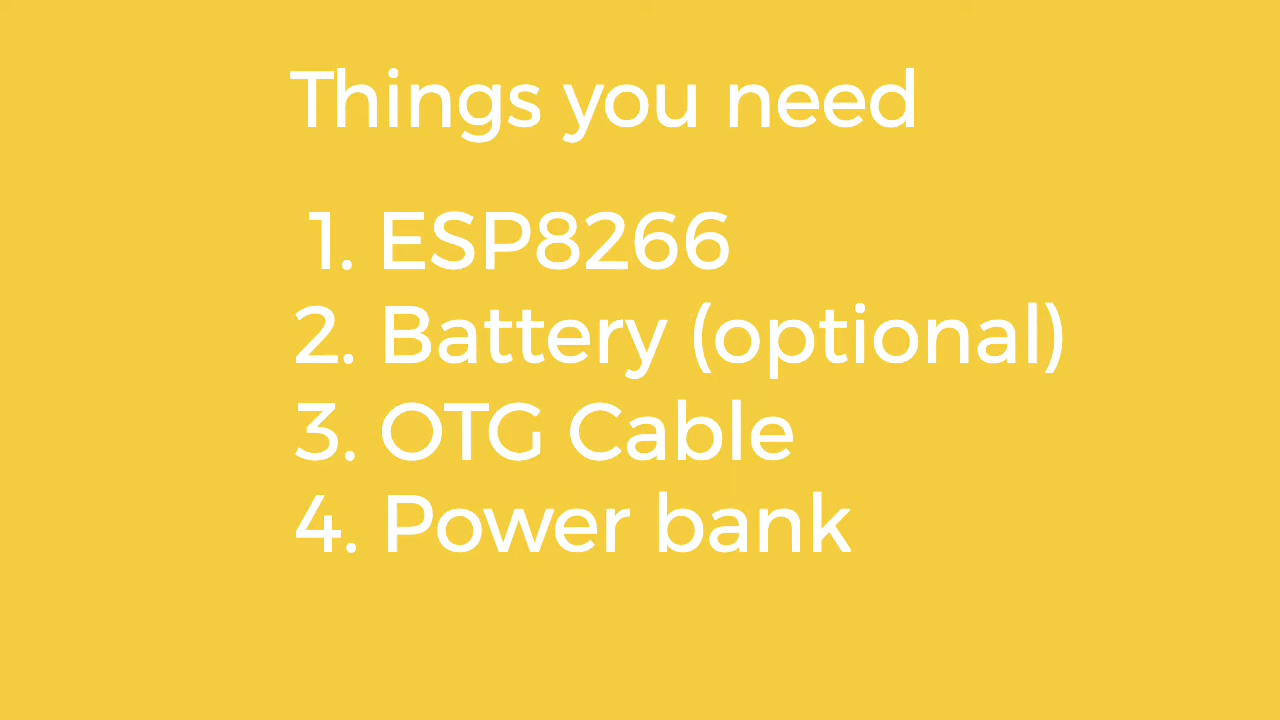 Things you need
1. ESP8266
2. Battery (optional)
3. OTG Cable
4. Power bank